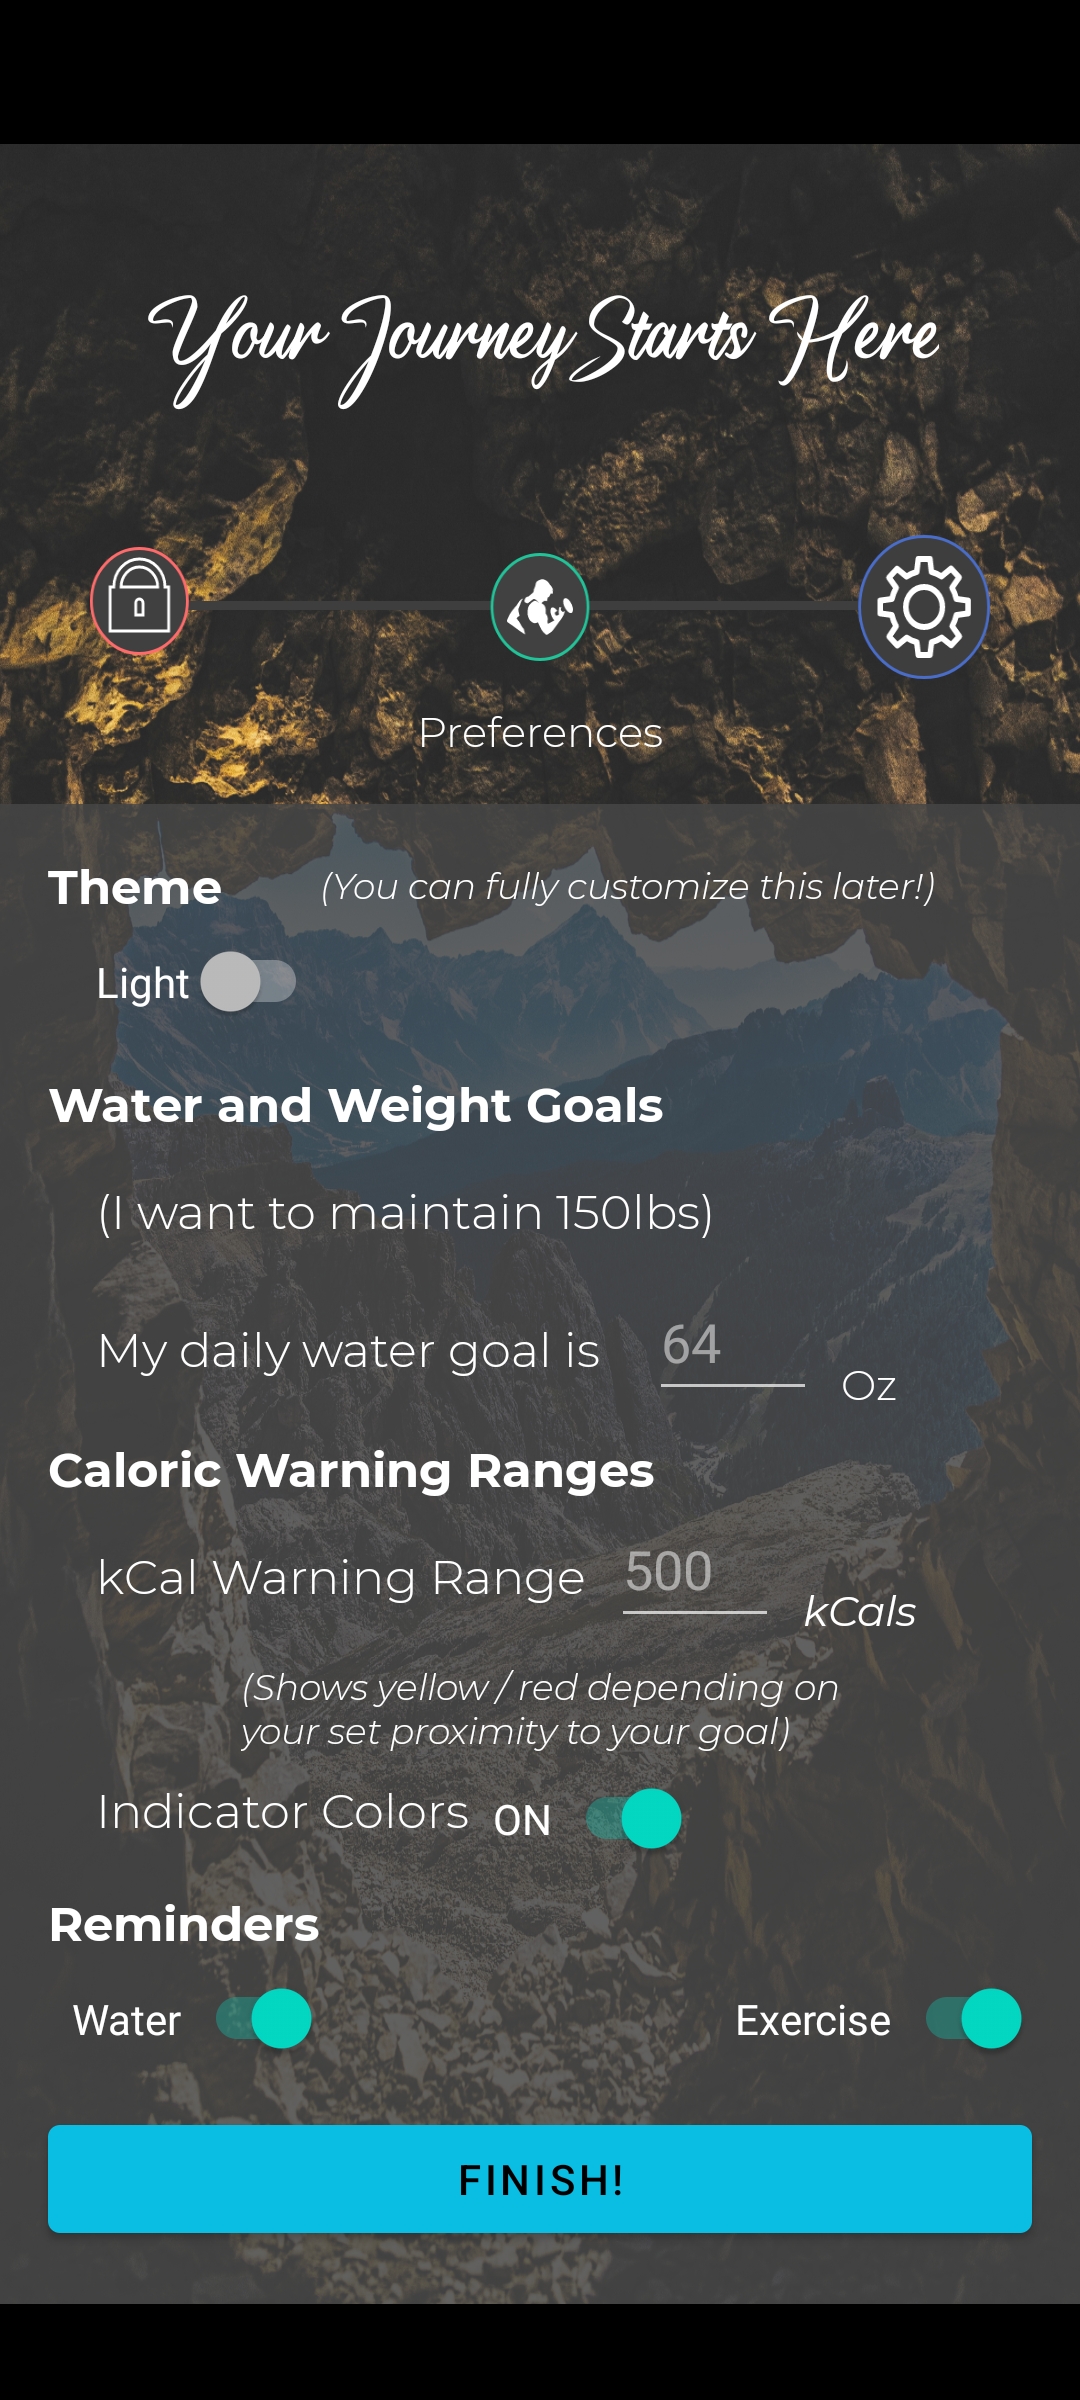 Your Journey Starts Here
Preferences
Theme (You can fully customize this later!)
Light
Water and Weight Goals
(I want to maintain 150lbs)
My daily water goal is 64 Oz
Caloric Warning Ranges
kCal Warning Range 500 kCals
(Shows yellow / red depending on
your set proximity to your goal)
Indicator Colors ON
Reminders
Water Exercise
FINISH!